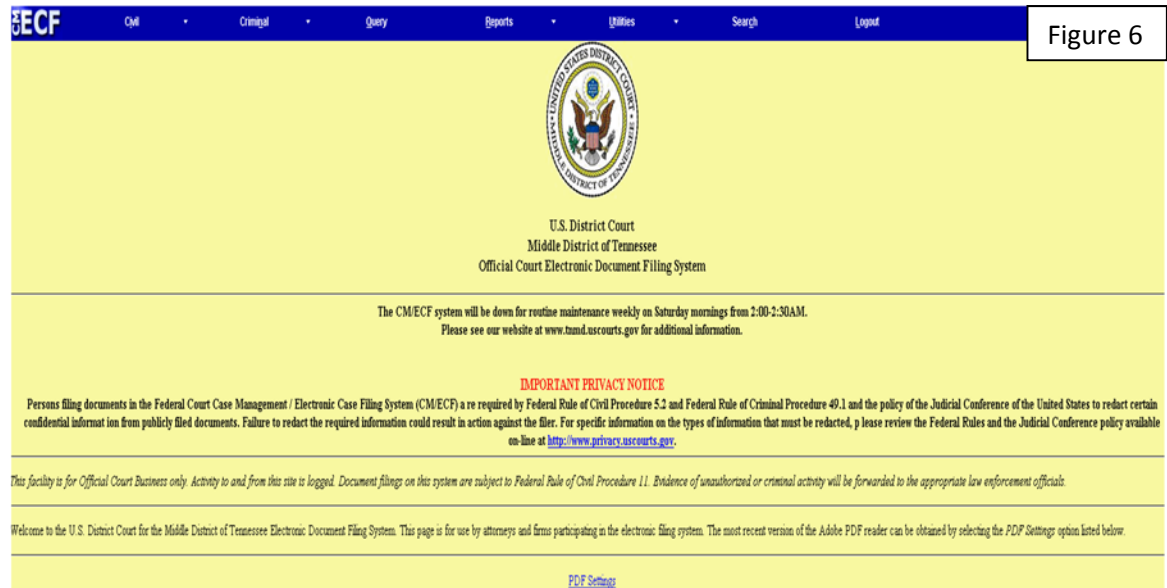 CM ECF Civil Criminal Query Reports Utilities Search Logout
Figure 6
UNITED STATES DISTRICT COURT
MIDDLE DISTRICT OF TENNESSEE
U.S. District Court
Middle District of Tennessee
Official Court Electronic Document Filing System
The CM/ECF system will be down for routine maintenance weekly on Saturday mornings from 2:00-2:30AM.
Please see our website at www.tnmd.uscourts.gov for additional information.
IMPORTANT PRIVACY NOTICE
Persons filing documents in the Federal Court Case Management / Electronic Case Filing System (CM/ECF) a re required by Federal Rule of Civil Procedure 5.2 and Federal Rule of Criminal Procedure 49.1 and the policy of the Judicial Conference of the United States to redact certain
confidential informat ion from publicly filed documents. Failure to redact the required information could result in action against the filer. For specific information on the types of information that must be redacted, p lease review the Federal Rules and the Judicial Conference policy available
on-line at http://www.privacy.uscourts.gov.
This facility is for Official Court Business only. Activity to and from this site is logged. Document filings on this system are subject to Federal Rule of Civil Procedure 11. Evidence of unauthorized or criminal activity will be forwarded to the appropriate law enforcement officials.
Welcome to the U.S. District Court for the Middle District of Tennessee Electronic Document Filing System. This page is for use by attorneys and firms participating in the electronic filing system. The most recent version of the Adobe PDF reader can be obtained by selecting the PDF Settings option listed below.
PDF Settings